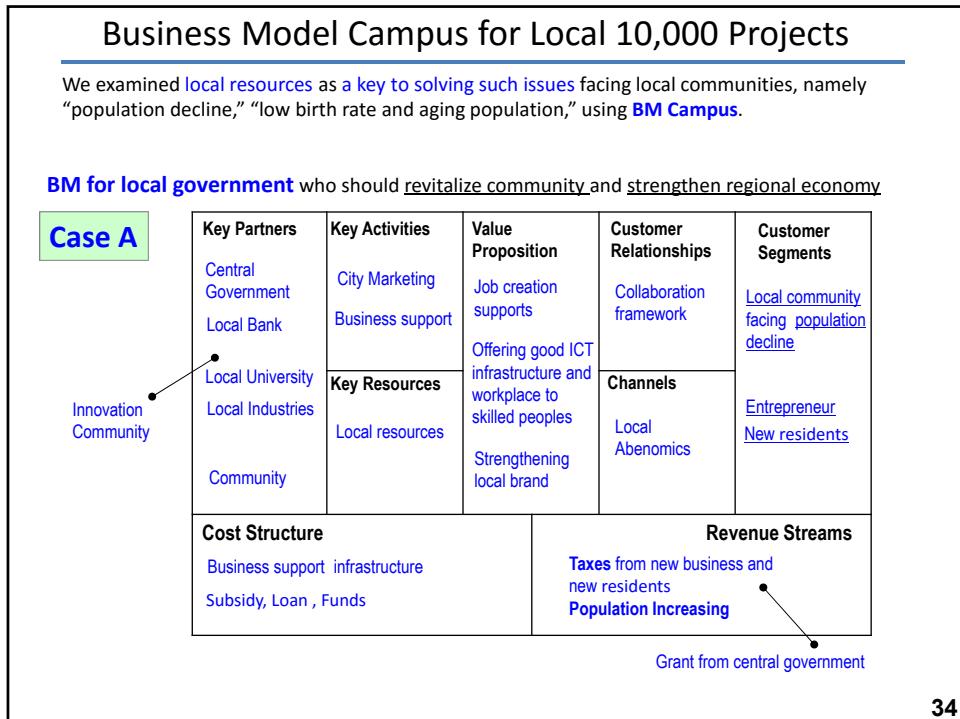 Business Model Campus for Local 10,000 Projects
We examined local resources as a key to solving such issues facing local communities, namely
“population decline,” “low birth rate and aging population,” using BM Campus.
BM for local government who should revitalize community and strengthen regional economy
Case A
Key Partners
Central
Government
Local Bank
Local University
Local Industries
Community
Innovation
Community
Key Activities
City Marketing
Business support
Key Resources
Local resources
Value
Proposition
Job creation
supports
Offering good ICT
infrastructure and
workplace to
skilled peoples
Strengthening
local brand
Customer
Relationships
Collaboration
framework
Channels
Local
Abenomics
Customer
Segments
Local community
facing population
decline
Entrepreneur
New residents
Cost Structure
Business support infrastructure
Subsidy, Loan , Funds
Revenue Streams
Taxes from new business and
new residents
Population Increasing
Grant from central government
34